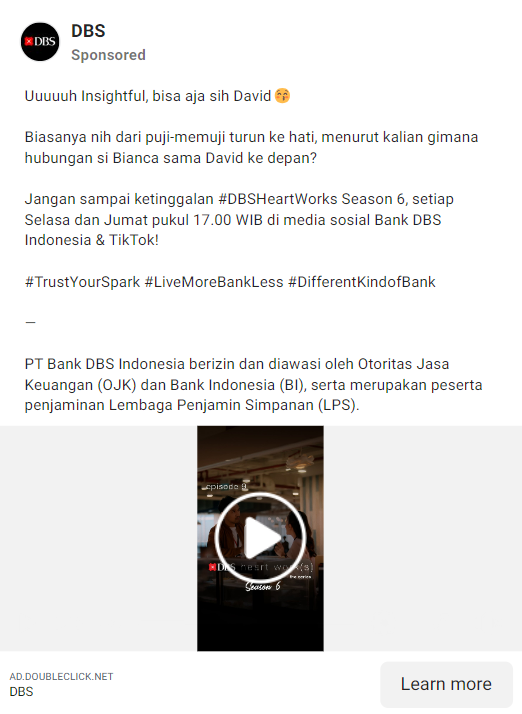 DBS
DBS
Sponsored
Uuuuuh Insightful, bisa aja sih David😚
Biasanya nih dari puji-memuji turun ke hati, menurut kalian gimana
hubungan si Bianca sama David ke depan?
Jangan sampai ketinggalan #DBSHeartWorks Season 6, setiap
Selasa dan Jumat pukul 17.00 WIB di media sosial Bank DBS
Indonesia & TikTok!
#TrustYourSpark #LiveMoreBankLess #DifferentKindofBank
—
PT Bank DBS Indonesia berizin dan diawasi oleh Otoritas Jasa
Keuangan (OJK) dan Bank Indonesia (BI), serta merupakan peserta
penjaminan Lembaga Penjamin Simpanan (LPS).
episode 9
DBS heart work(s)
the series
Season 6
AD.DOUBLECLICK.NET
DBS
Learn more